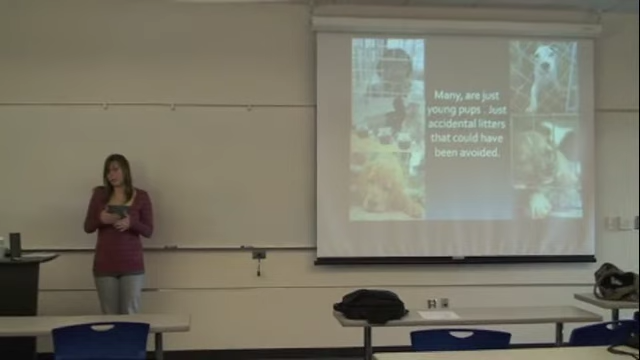 Many, are just
young pups . Just
accidental litters
that could have
been avoided.